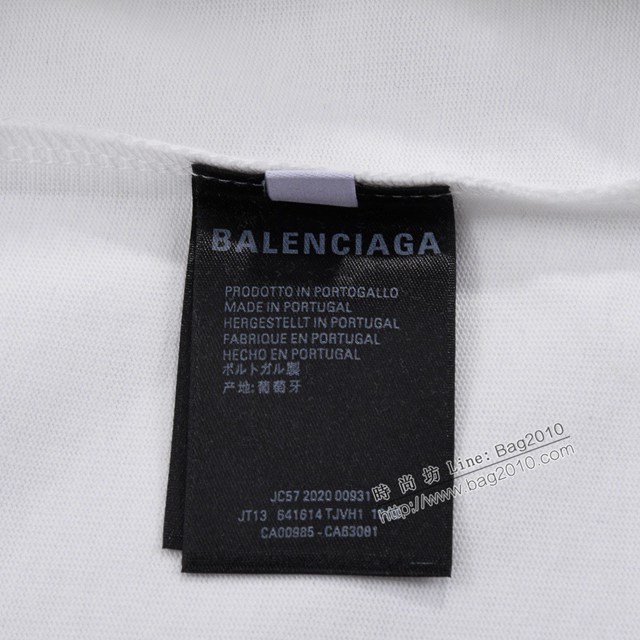 BALENCIAGA
PRODOTTO IN PORTOGALLO
MADE IN PORTUGAL
HERGESTELLT IN PORTUGAL
FABRIQUE EN PORTUGAL
HECHO EN PORTUGAL
ポルトガル製
产地:葡萄牙
JC57 2020 00931
JT13 641614 TJVH1
CA00985 - CA63081
時尚坊 Line: Bag2010
http://www.bag2010.com